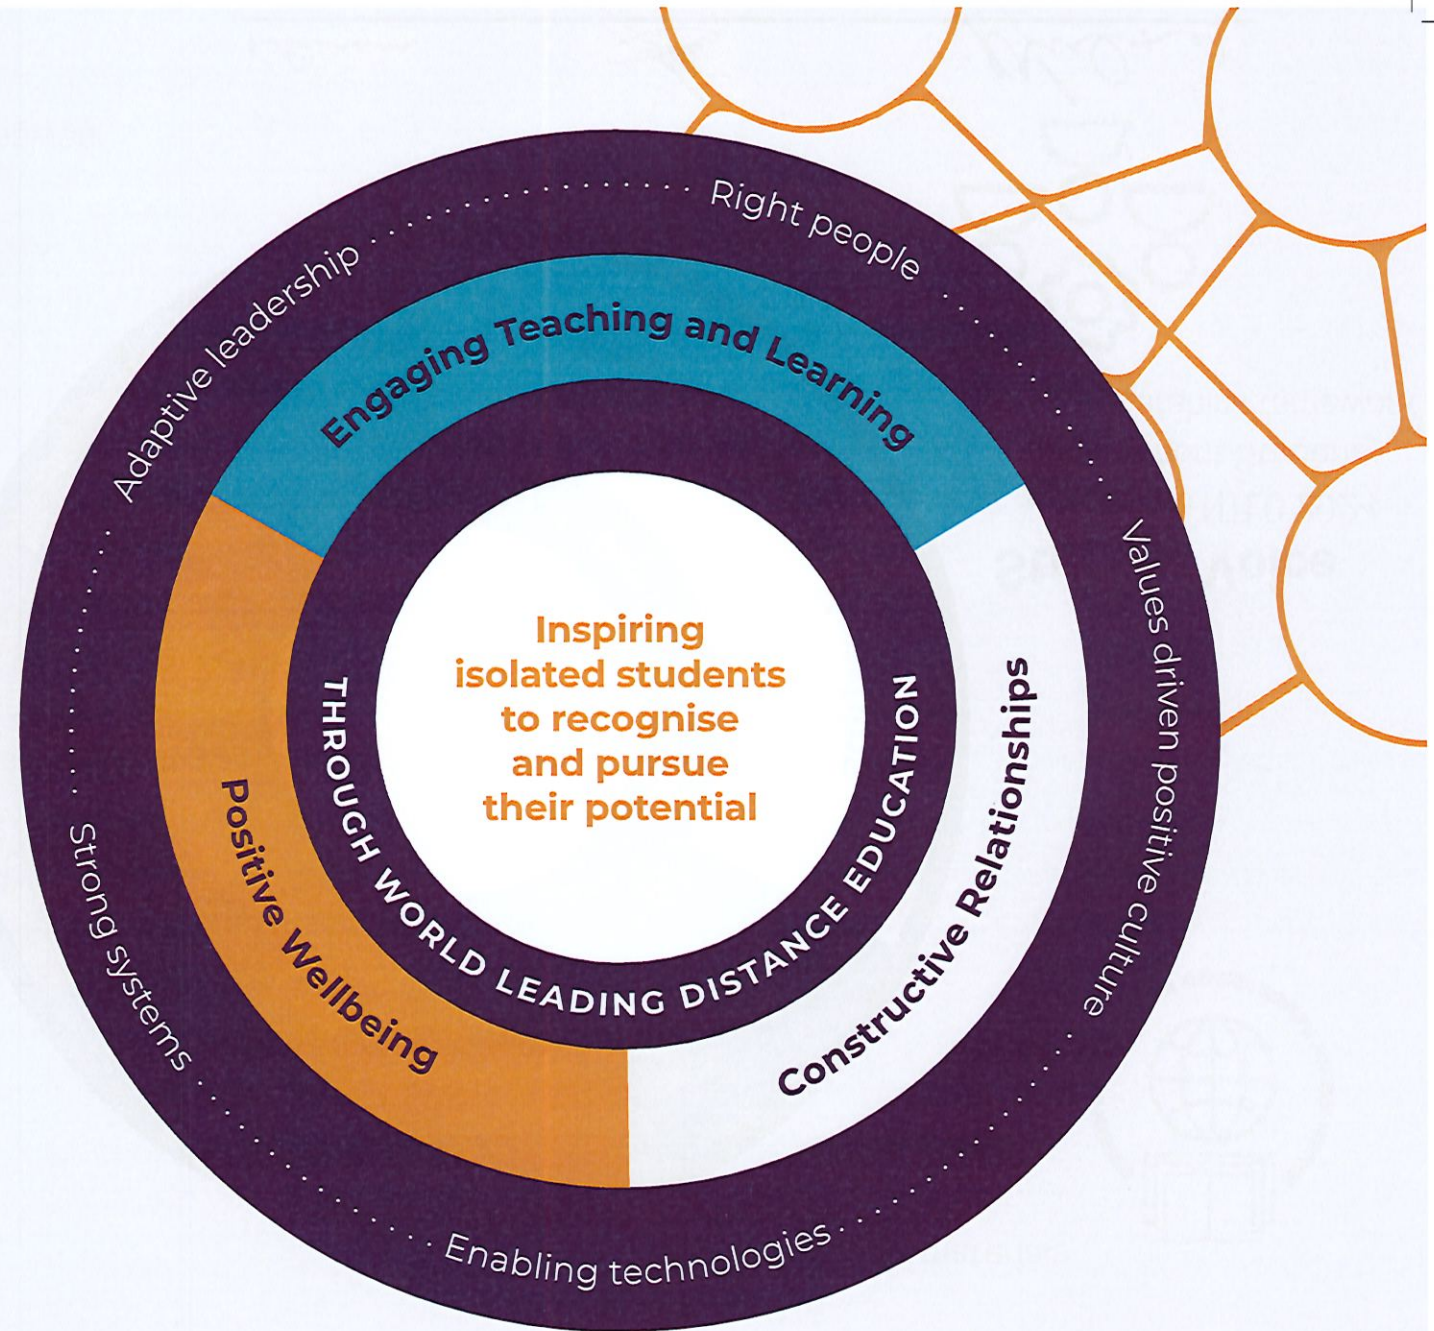 Right people
Adaptive leadership
Engaging Teaching and Learning
Inspiring
isolated students
to recognise
and pursue
their potential
THROUGH WORLD LEADING DISTANCE EDUCATION
Values driven positive culture
Constructive Relationships
Positive Wellbeing
Strong systems
Enabling technologies